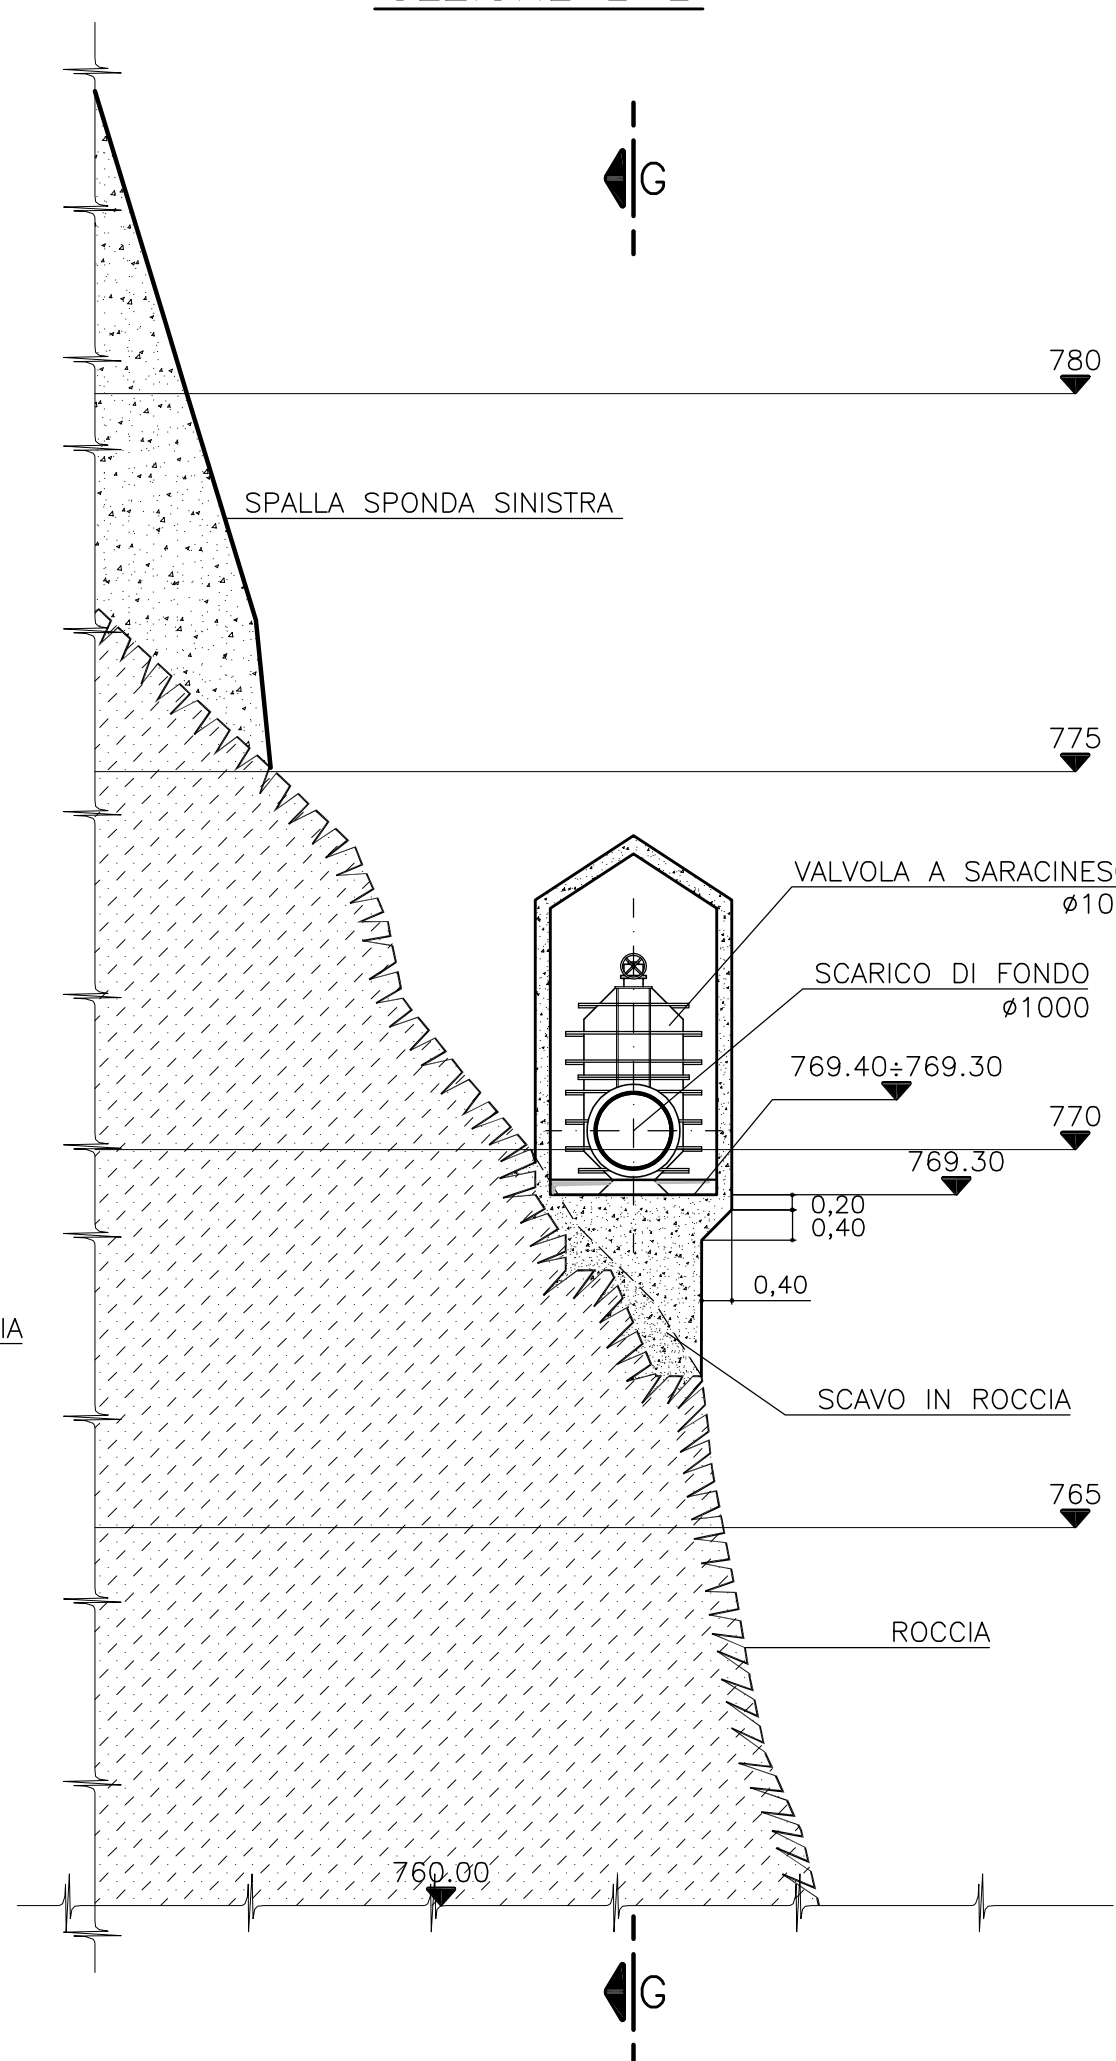 G
780
SPALLA SPONDA SINISTRA
775
VALVOLA A SARACINES
ø10
SCARICO DI FONDO
ø1000
769.40÷769.30
770
769.30
0,20
0,40
0,40
IA
SCAVO IN ROCCIA
765
ROCCIA
760.00
G